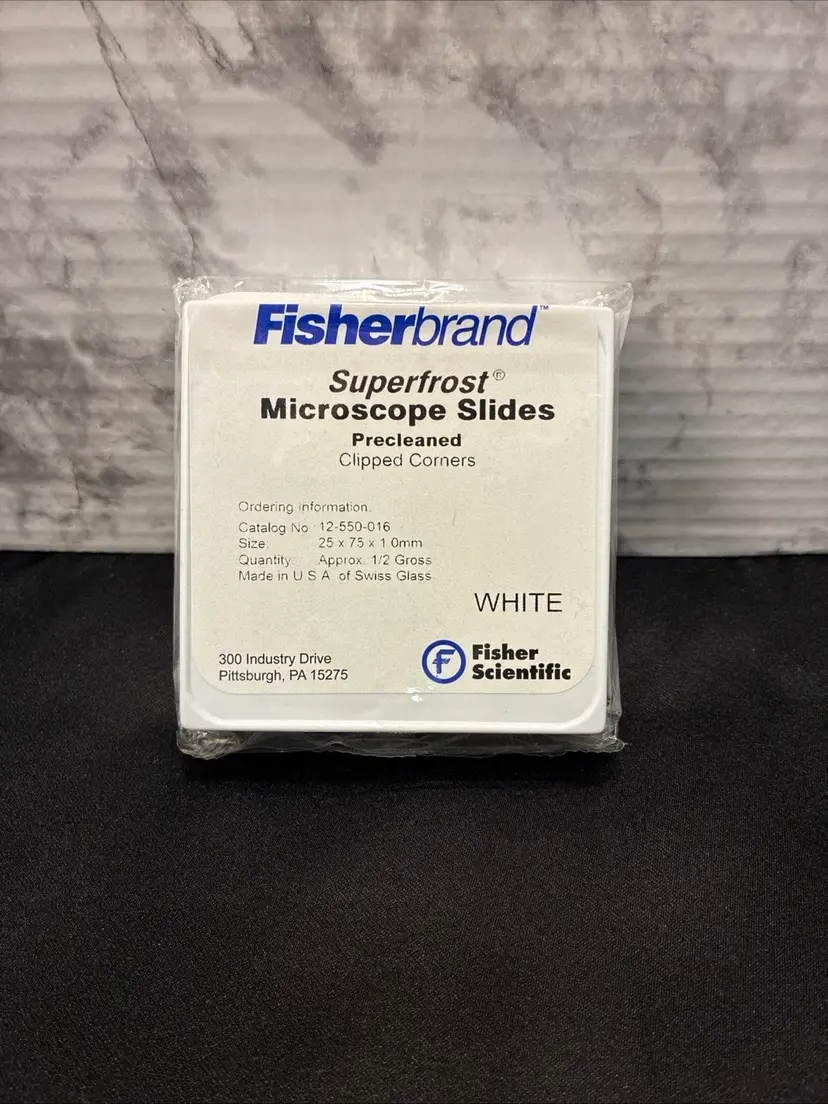 Fisherbrand™
Superfrost®
Microscope Slides
Precleaned
Clipped Corners
Ordering Information
Catalog No. 12-550-016
Size: 25 x 75 x 1.0mm
Quantity: Approx. 1/2 Gross
Made in U.S.A. of Swiss Glass
WHITE
300 Industry Drive
Pittsburgh, PA 15275
Fisher
Scientific